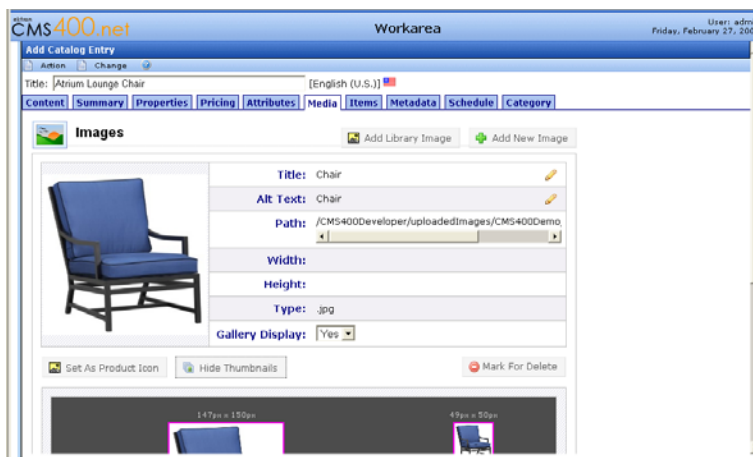 ektron
CMS400.net
Workarea
User: adm
Friday, February 27, 200
Add Catalog Entry
Action Change
Title: Atrium Lounge Chair [English (U.S.)]
Content Summary Properties Pricing Attributes Media Items Metadata Schedule Category
Images
Add Library Image Add New Image
Title: Chair
Alt Text: Chair
Path: /CMS400Developer/uploadedImages/CMS400Demo
Width:
Height:
Type: .jpg
Gallery Display: Yes
Set As Product Icon Hide Thumbnails Mark For Delete
147px x 150px 49px x 50px